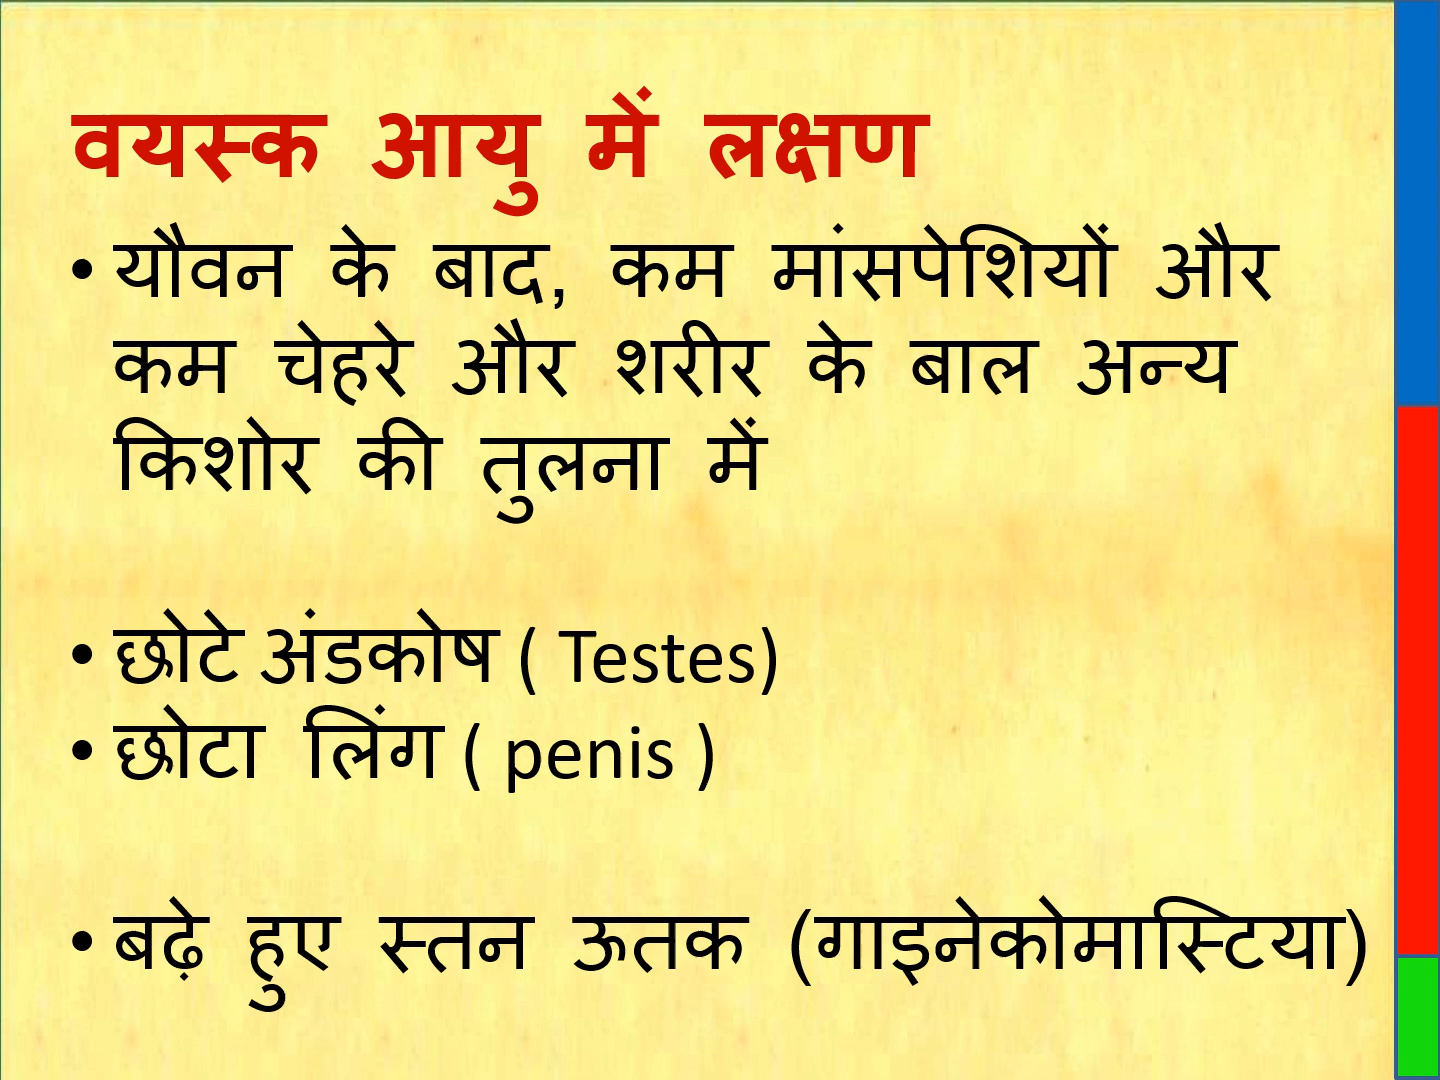 वयस्क आयु में लक्षण
• यौवन के बाद, कम मांसपेशियों और
कम चेहरे और शरीर के बाल अन्य
किशोर की तुलना में
• छोटे अंडकोष ( Testes)
• छोटा लिंग ( penis )
• बढ़े हुए स्तन ऊतक (गाइनेकोमास्टिया)